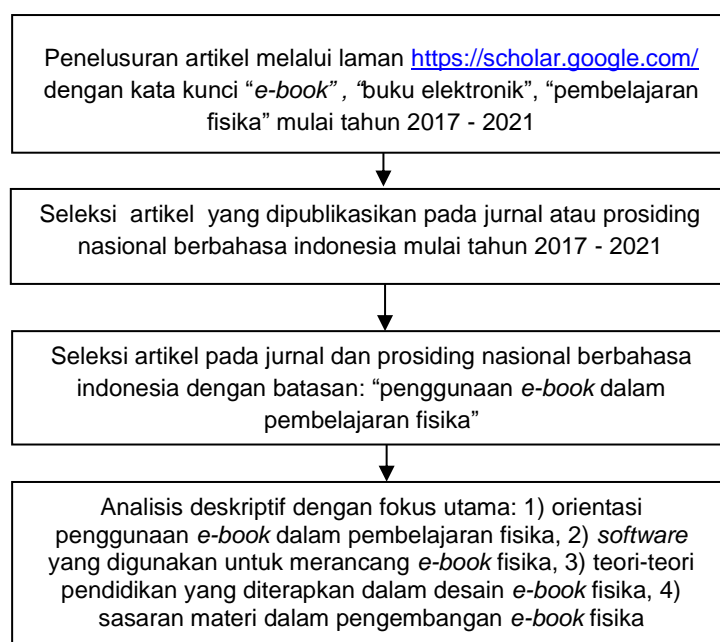 Penelusuran artikel melalui laman https://scholar.google.com/
dengan kata kunci “e-book” , “buku elektronik”, “pembelajaran
fisika” mulai tahun 2017 - 2021
Seleksi artikel yang dipublikasikan pada jurnal atau prosiding
nasional berbahasa indonesia mulai tahun 2017 - 2021
Seleksi artikel pada jurnal dan prosiding nasional berbahasa
indonesia dengan batasan: “penggunaan e-book dalam
pembelajaran fisika”
Analisis deskriptif dengan fokus utama: 1) orientasi
penggunaan e-book dalam pembelajaran fisika, 2) software
yang digunakan untuk merancang e-book fisika, 3) teori-teori
pendidikan yang diterapkan dalam desain e-book fisika, 4)
sasaran materi dalam pengembangan e-book fisika